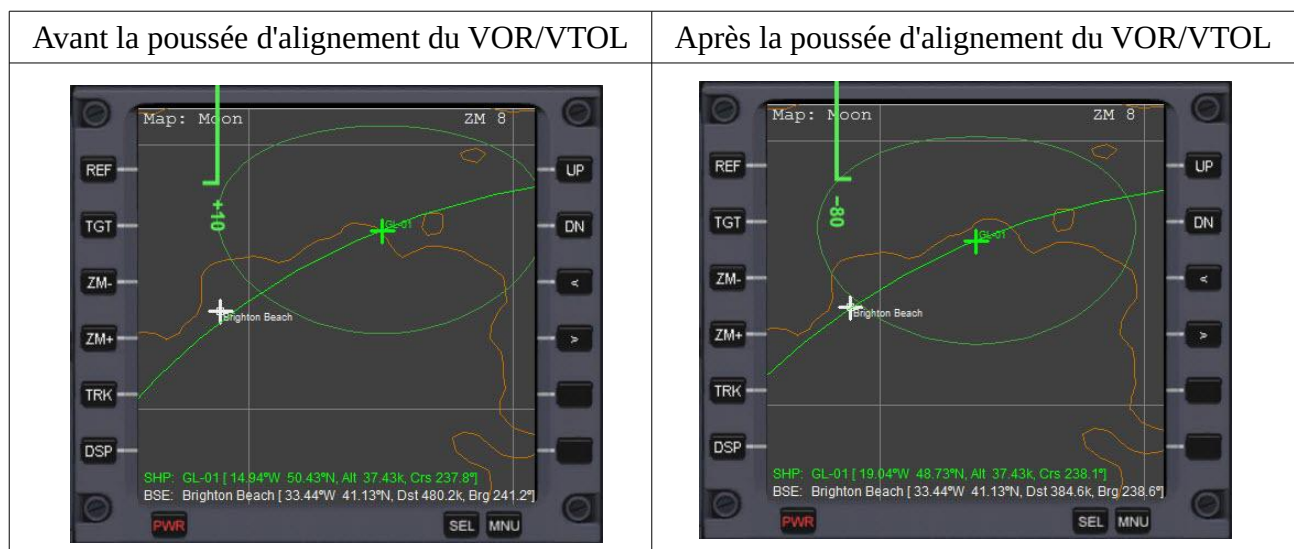 Avant la poussée d'alignement du VOR/VTOL
Après la poussée d'alignement du VOR/VTOL
Map: Moon ZM 8
REF
TGT
ZM-
ZM+
TRK
DSP
UP
DN
<
>
+10
GL-01
Brighton Beach
SHP: GL-01 [ 14.94°W 50.43°N, Alt 37.43k, Crs 237.8°]
BSE: Brighton Beach [ 33.44°W 41.13°N, Dst 480.2k, Brg 241.2°]
PWR SEL MNU
Map: Moon ZM 8
REF
TGT
ZM-
ZM+
TRK
DSP
UP
DN
<
>
-80
GL-01
Brighton Beach
SHP: GL-01 [ 19.04°W 48.73°N, Alt 37.43k, Crs 238.1°]
BSE: Brighton Beach [ 33.44°W 41.13°N, Dst 384.6k, Brg 238.6°]
PWR SEL MNU